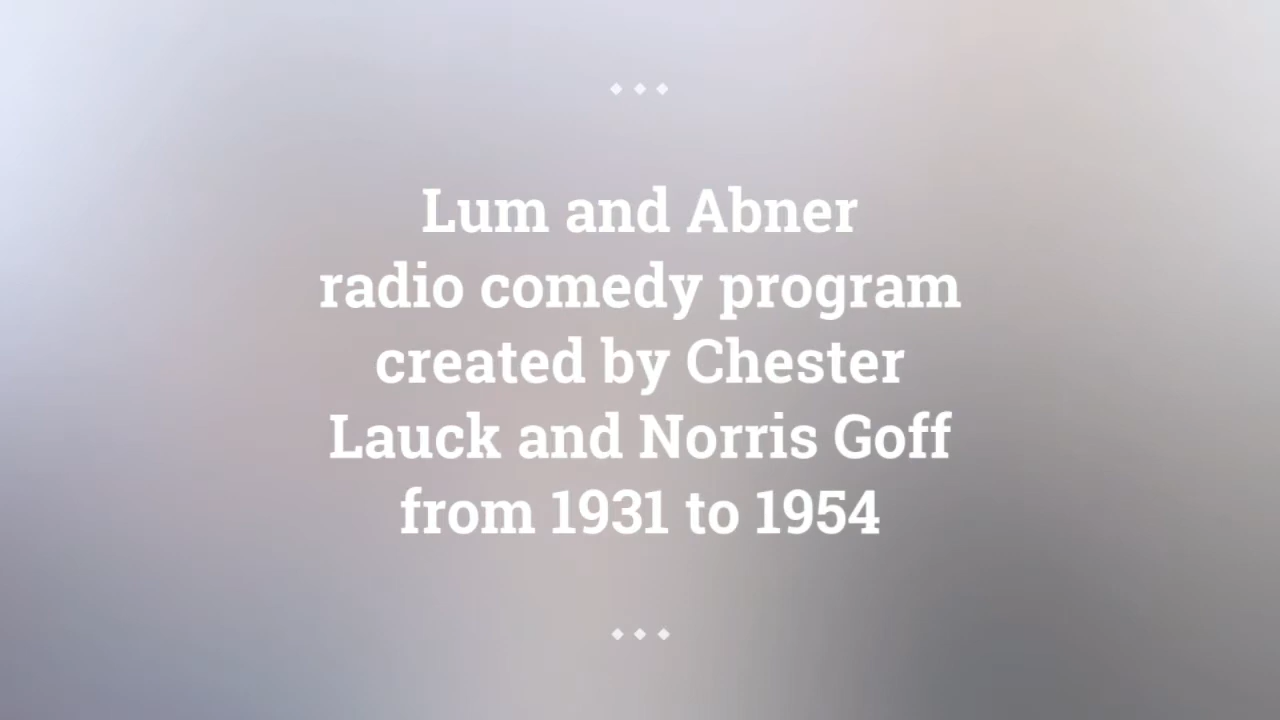 Lum and Abner
radio comedy program
created by Chester
Lauck and Norris Goff
from 1931 to 1954